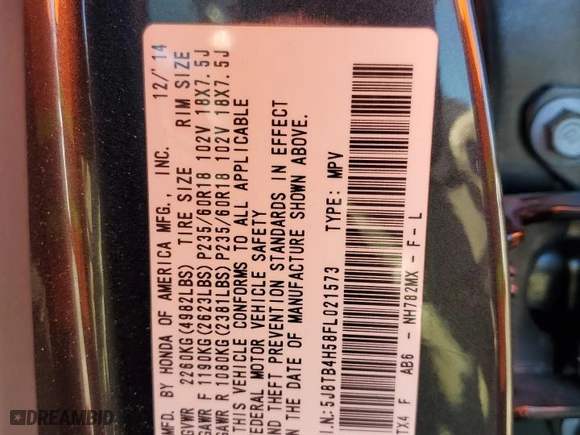 MFD. BY HONDA OF AMERICA MFG., INC. 12/'14
GVWR 2260KG (4982LBS) TIRE SIZE RIM SIZE
GAWR F 1190KG (2623LBS) P235/60R18 102V 18X7.5J
GAWR R 1080KG (2381LBS) P235/60R18 102V 18X7.5J
THIS VEHICLE CONFORMS TO ALL APPLICABLE
FEDERAL MOTOR VEHICLE SAFETY
AND THEFT PREVENTION STANDARDS IN EFFECT
ON THE DATE OF MANUFACTURE SHOWN ABOVE.
I.N.: 5J8TB4H58FL021573 TYPE: MPV
TX4 F AB6 - NH782MX - F - L
DREAMBID